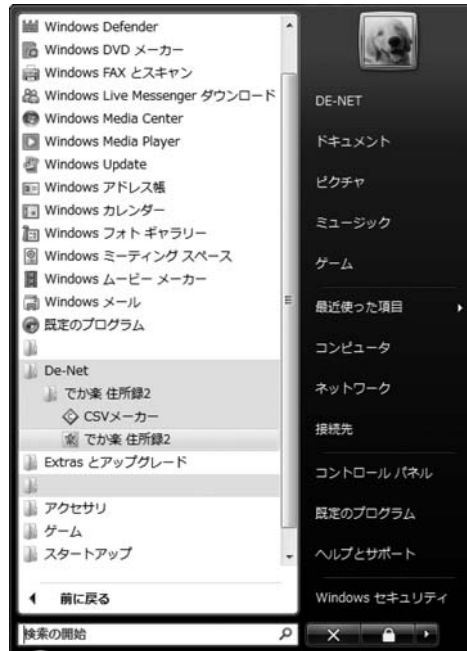 Windows Defender
Windows DVD メーカー
Windows FAX とスキャン
Windows Live Messenger ダウンロード
Windows Media Center
Windows Media Player
Windows Update
Windows アドレス帳
Windows カレンダー
Windows フォト ギャラリー
Windows ミーティング スペース
Windows ムービー メーカー
Windows メール
既定のプログラム
De-Net
でか楽 住所録2
CSVメーカー
でか楽 住所録2
Extras とアップグレード
アクセサリ
ゲーム
スタートアップ
前に戻る
検索の開始
DE-NET
ドキュメント
ピクチャ
ミュージック
ゲーム
最近使った項目
コンピュータ
ネットワーク
接続先
コントロール パネル
既定のプログラム
ヘルプとサポート
Windows セキュリティ